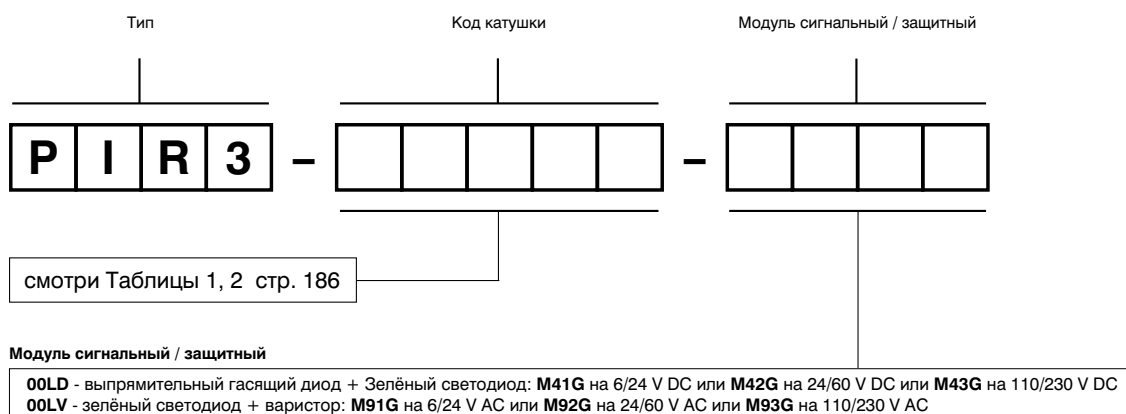 Тип
Код катушки
Модуль сигнальный / защитный
PIR3 – –
смотри Таблицы 1, 2 стр. 186
Модуль сигнальный / защитный
00LD - выпрямительный гасящий диод + Зелёный светодиод: M41G на 6/24 V DC или M42G на 24/60 V DC или M43G на 110/230 V DC
00LV - зелёный светодиод + варистор: M91G на 6/24 V AC или M92G на 24/60 V AC или M93G на 110/230 V AC